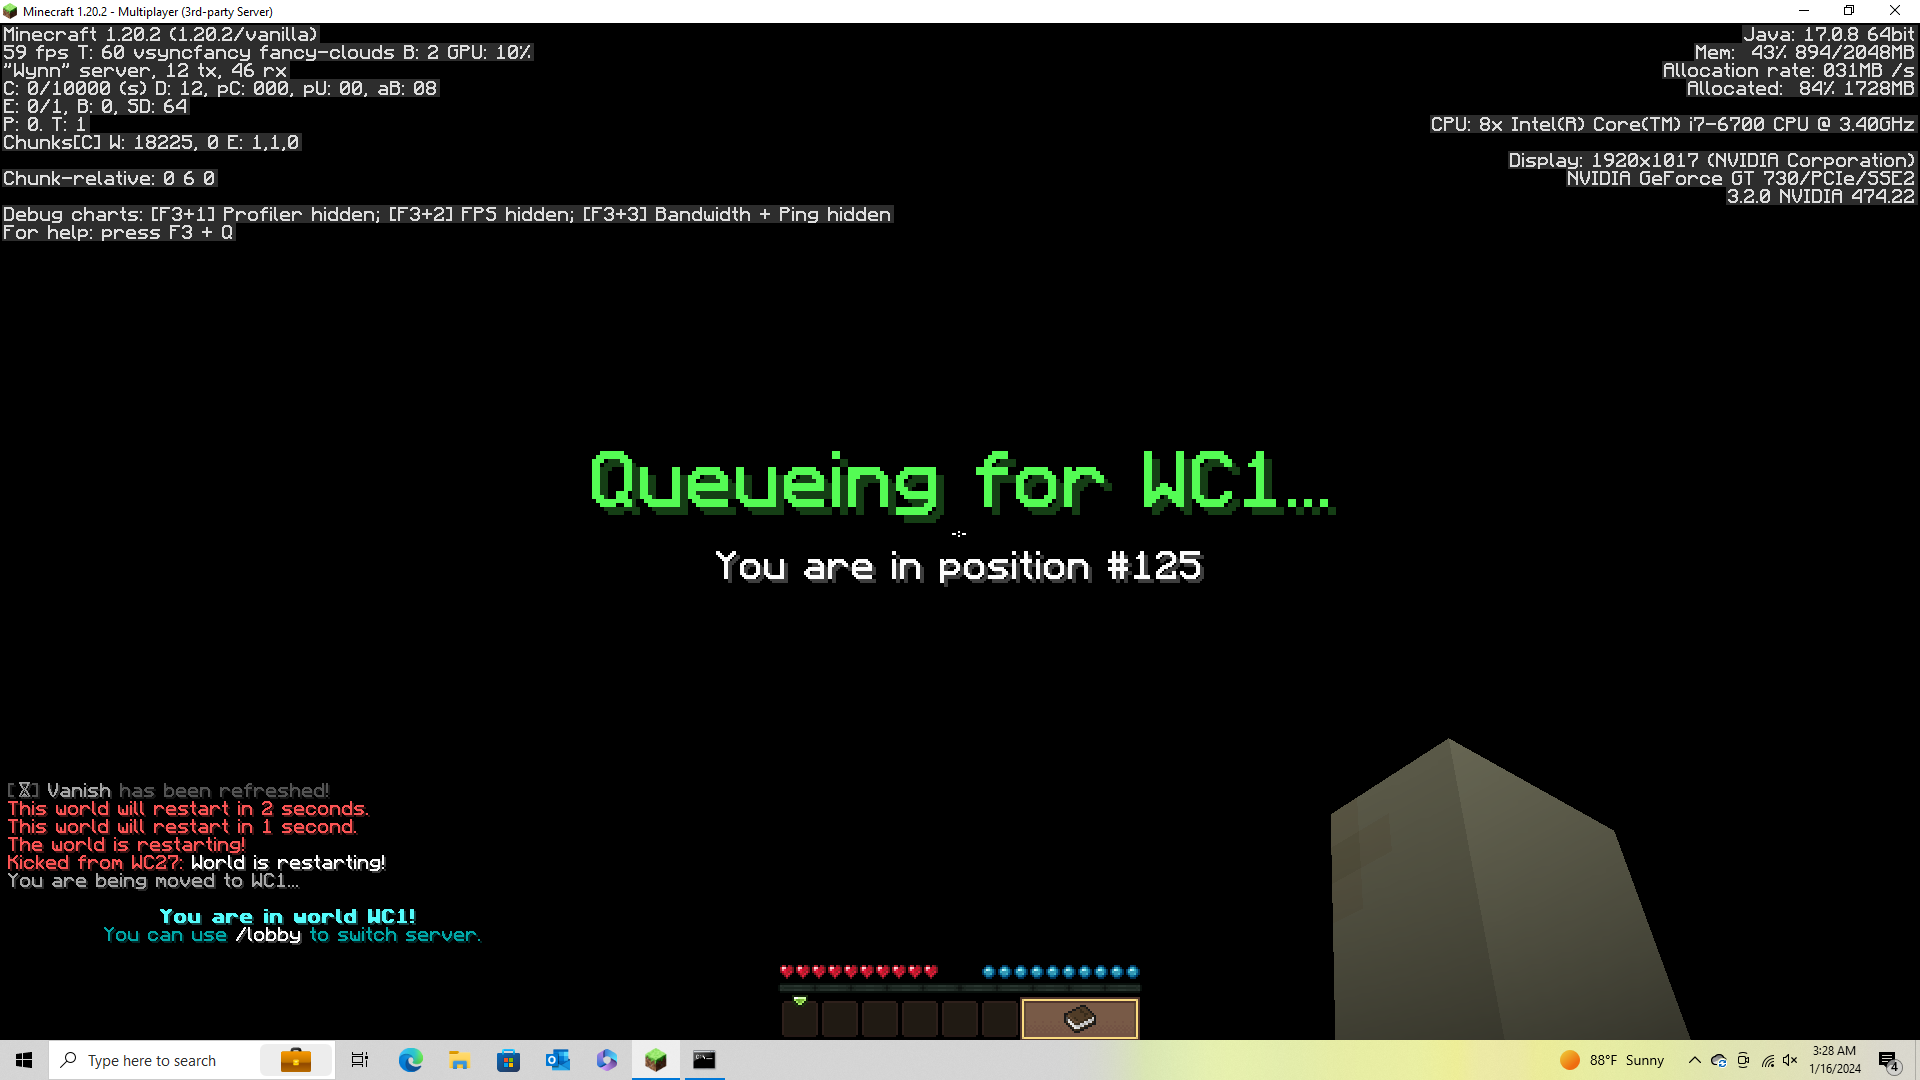 Minecraft 1.20.2 - Multiplayer (3rd-party Server)
Minecraft 1.20.2 (1.20.2/vanilla)
59 fps T: 60 vsyncfancy fancy-clouds B: 2 GPU: 10%
"Wynn" server, 12 tx, 46 rx
C: 0/10000 (s) D: 12, pC: 000, pU: 00, aB: 08
E: 0/1, B: 0, SD: 64
P: 0. T: 1
Chunks[C] W: 18225, 0 E: 1,1,0
Chunk-relative: 0 6 0
Debug charts: [F3+1] Profiler hidden; [F3+2] FPS hidden; [F3+3] Bandwidth + Ping hidden
For help: press F3 + Q
Java: 17.0.8 64bit
Mem: 43% 894/2048MB
Allocation rate: 031MB /s
Allocated: 84% 1728MB
CPU: 8x Intel(R) Core(TM) i7-6700 CPU @ 3.40GHz
Display: 1920x1017 (NVIDIA Corporation)
NVIDIA GeForce GT 730/PCIe/SSE2
3.2.0 NVIDIA 474.22
Queueing for WC1...
You are in position #125
[⌛] Vanish has been refreshed!
This world will restart in 2 seconds.
This world will restart in 1 second.
The world is restarting!
Kicked from WC27: World is restarting!
You are being moved to WC1...
You are in world WC1!
You can use /lobby to switch server.
Type here to search
88°F Sunny
3:28 AM
1/16/2024
4